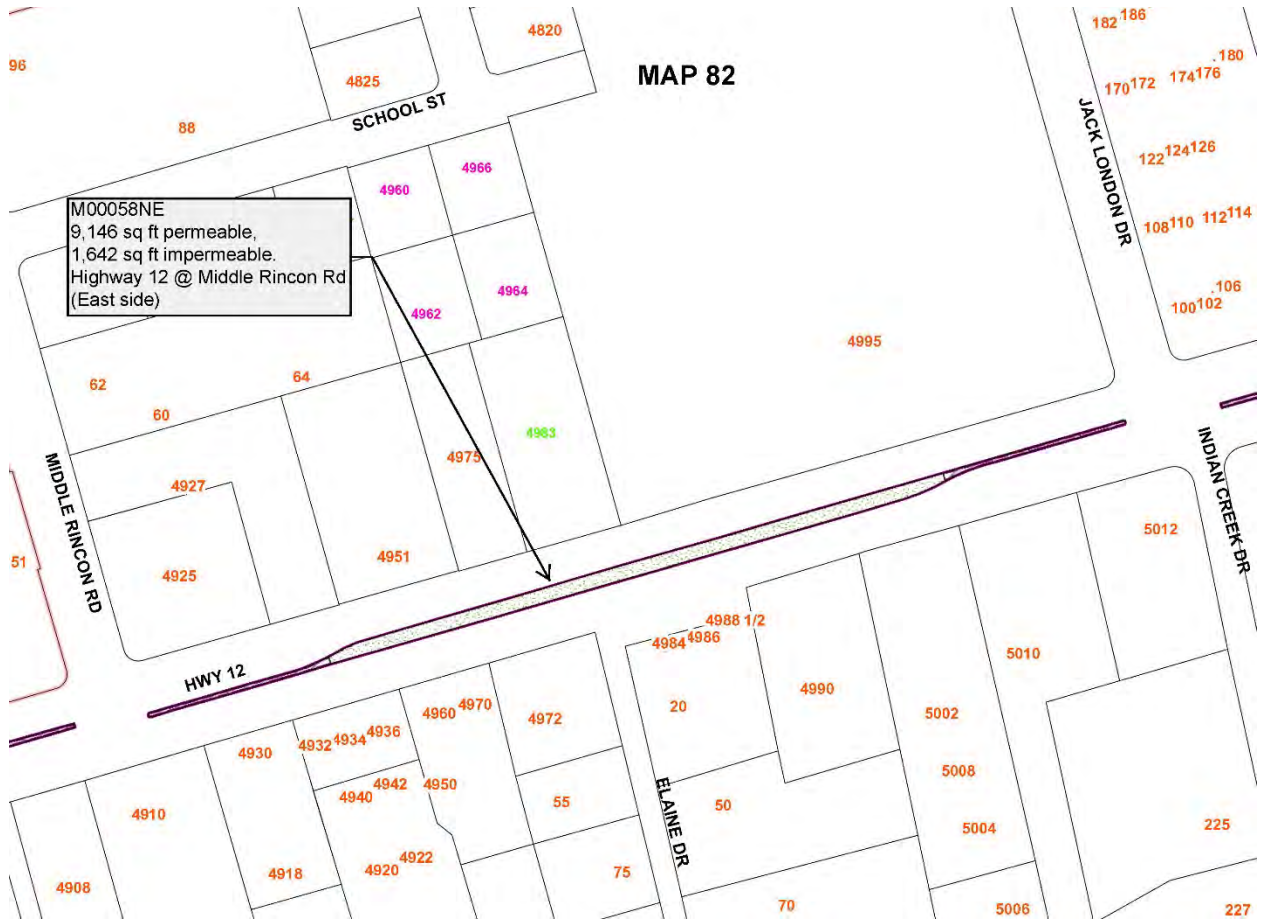 182 186
4820
96
.180
MAP 82
174 176
4825
170 172
SCHOOL ST
JACK LONDON DR
88
122 124 126
4966
4960
M00058NE
9,146 sq ft permeable,
1,642 sq ft impermeable.
Highway 12 @ Middle Rincon Rd
(East side)
108 110 112 114
4964
.106
100 102
4962
4995
64
62
60
4983
4975
MIDDLE RINCON RD
INDIAN CREEK DR
4927
5012
4951
51
4925
4988 1/2
4984 4986
5010
HWY 12
4990
20
5002
4960 4970
4972
4932 4934 4936
4930
5008
4940 4942 4950
ELAINE DR
55
50
4910
5004
225
4920 4922
75
4918
4908
70
5006
227